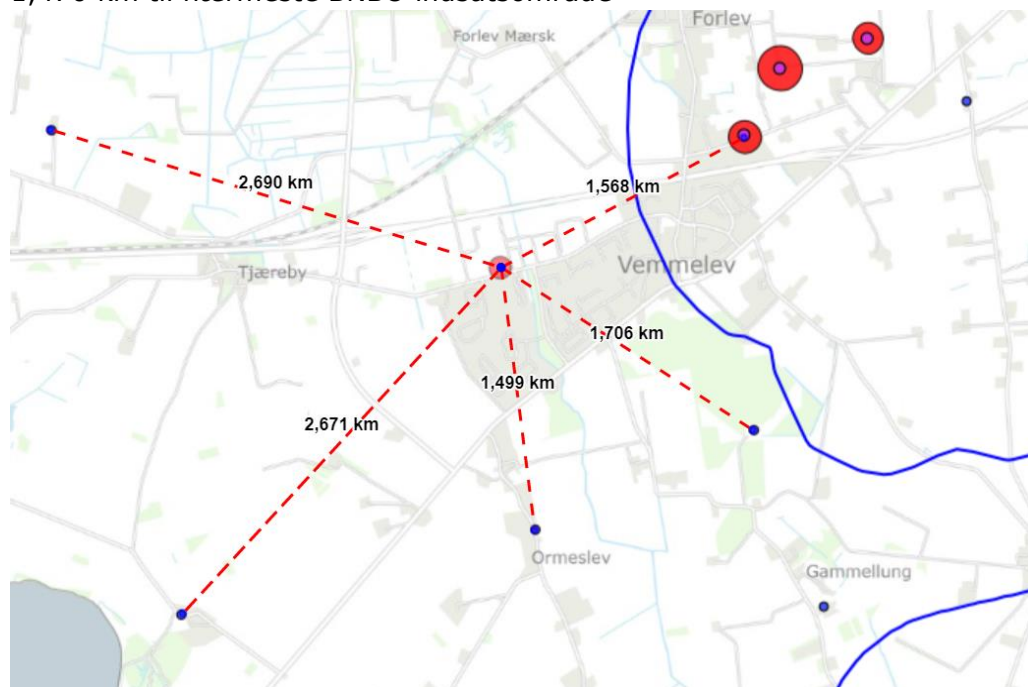 Forlev
Forlev Mærsk
2,690 km
1,568 km
Tjæreby
Vemmelev
1,706 km
1,499 km
2,671 km
Ormeslev
Gammellung